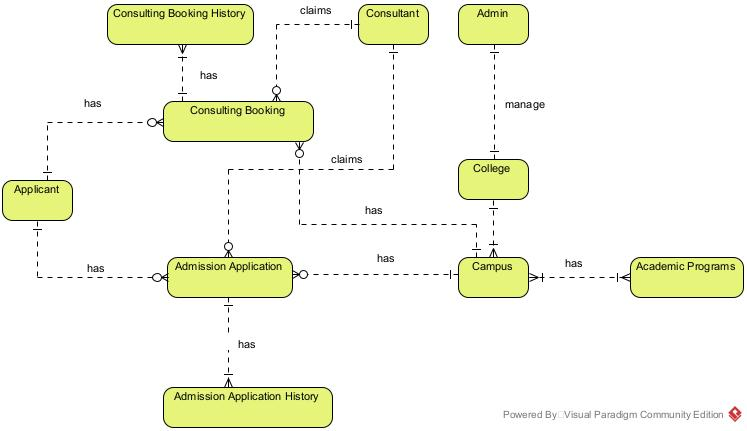 Consulting Booking History
claims
Consultant
Admin
has
has
Consulting Booking
manage
claims
College
Applicant
has
has
Admission Application
has
Campus
has
Academic Programs
has
Admission Application History
Powered By Visual Paradigm Community Edition